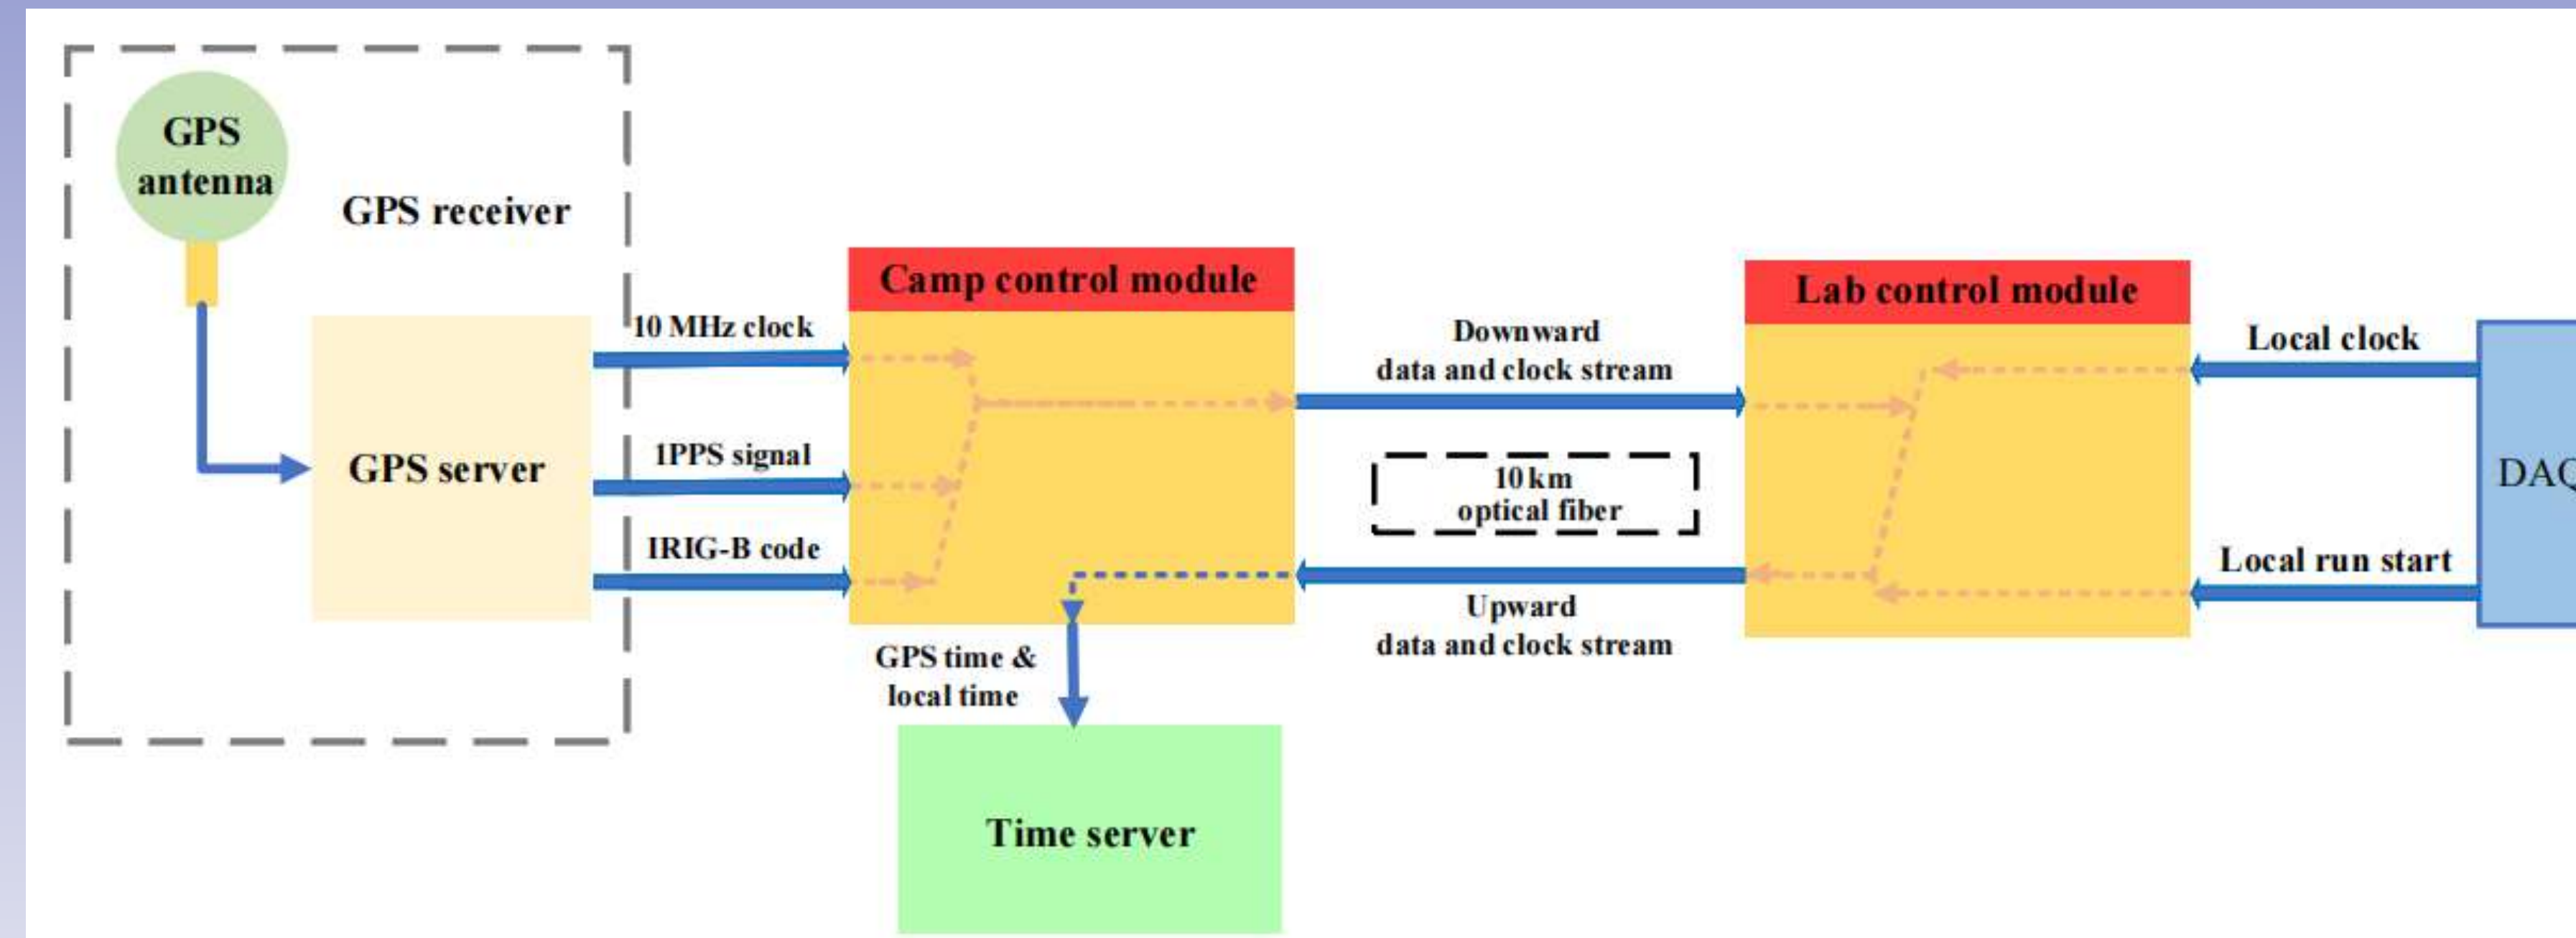 GPS
antenna
GPS receiver
GPS server
10 MHz clock
1PPS signal
IRIG-B code
Camp control module
GPS time &
local time
Time server
Downward
data and clock stream
10 km
optical fiber
Upward
data and clock stream
Lab control module
Local clock
Local run start
DAQ